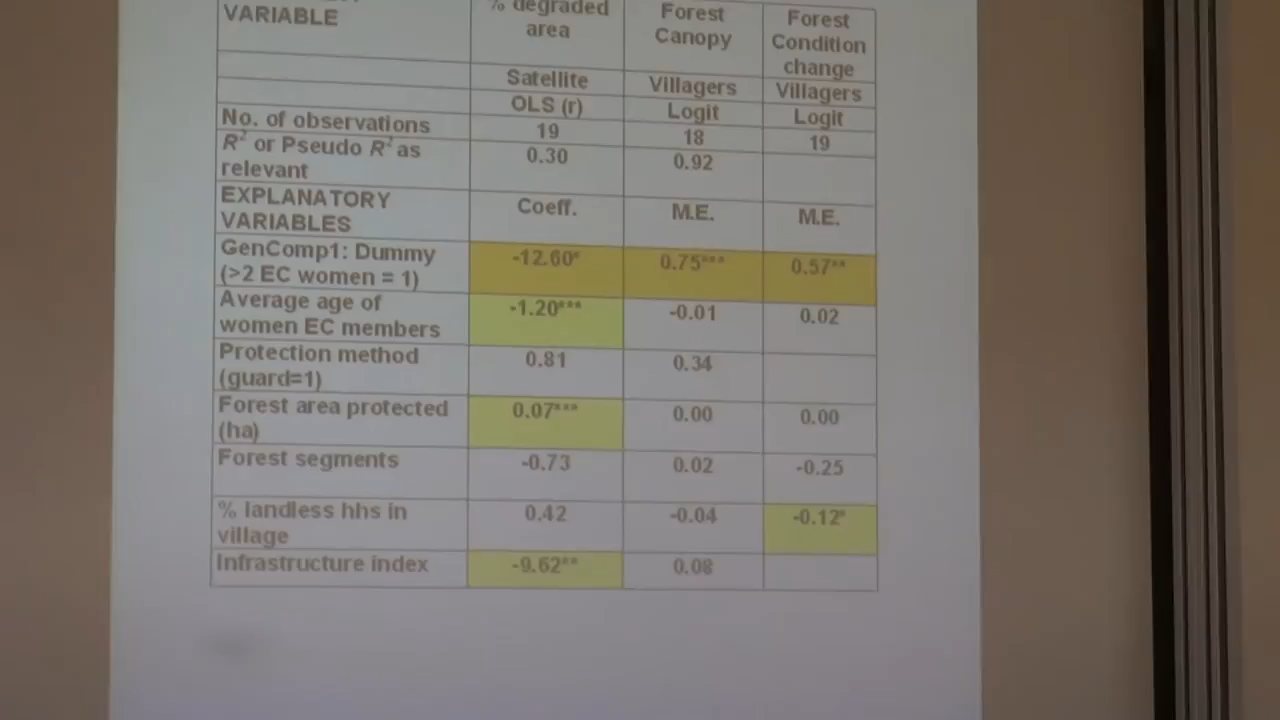 VARIABLE
% degraded area
Forest Canopy
Forest Condition change
Satellite
Villagers
Villagers
OLS (r)
Logit
Logit
No. of observations
19
18
19
R² or Pseudo R² as relevant
0.30
0.92
EXPLANATORY VARIABLES
Coeff.
M.E.
M.E.
GenComp1: Dummy (>2 EC women = 1)
-12.60*
0.75***
0.57**
Average age of women EC members
-1.20***
-0.01
0.02
Protection method (guard=1)
0.81
0.34
Forest area protected (ha)
0.07***
0.00
0.00
Forest segments
-0.73
0.02
-0.25
% landless hhs in village
0.42
-0.04
-0.12*
Infrastructure index
-9.62**
0.08